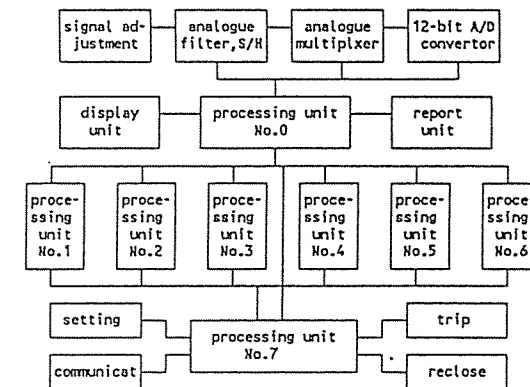 signal ad-
justment
analogue
filter,S/H
analogue
multiplxer
12-bit A/D
convertor
display
unit
processing unit
No.0
report
unit
proce-
ssing
unit
No.1
proce-
ssing
unit
No.2
proce-
ssing
unit
No.3
proce-
ssing
unit
No.4
proce-
ssing
unit
No.5
proce
ssing
unit
No.6
setting
processing unit
No.7
trip
communicat
reclose